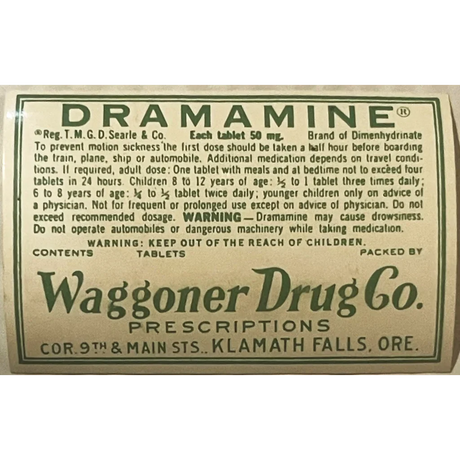 DRAMAMINE®
®Reg. T.M. G. D. Searle & Co. Each tablet 50 mg. Brand of Dimenhydrinate
To prevent motion sickness the first dose should be taken a half hour before boarding
the train, plane, ship or automobile. Additional medication depends on travel condi-
tions. If required, adult dose: One tablet with meals and at bedtime not to exceed four
tablets in 24 hours. Children 8 to 12 years of age: ½ to 1 tablet three times daily;
6 to 8 years of age: to ½ tablet twice daily; younger children only on advice of
a physician. Not for frequent or prolonged use except on advice of physician. Do not
exceed recommended dosage. WARNING — Dramamine may cause drowsiness.
Do not operate automobiles or dangerous machinery while taking medication.
WARNING: KEEP OUT OF THE REACH OF CHILDREN.
CONTENTS TABLETS PACKED BY
Waggoner Drug Co.
PRESCRIPTIONS
COR. 9TH & MAIN STS., KLAMATH FALLS, ORE.